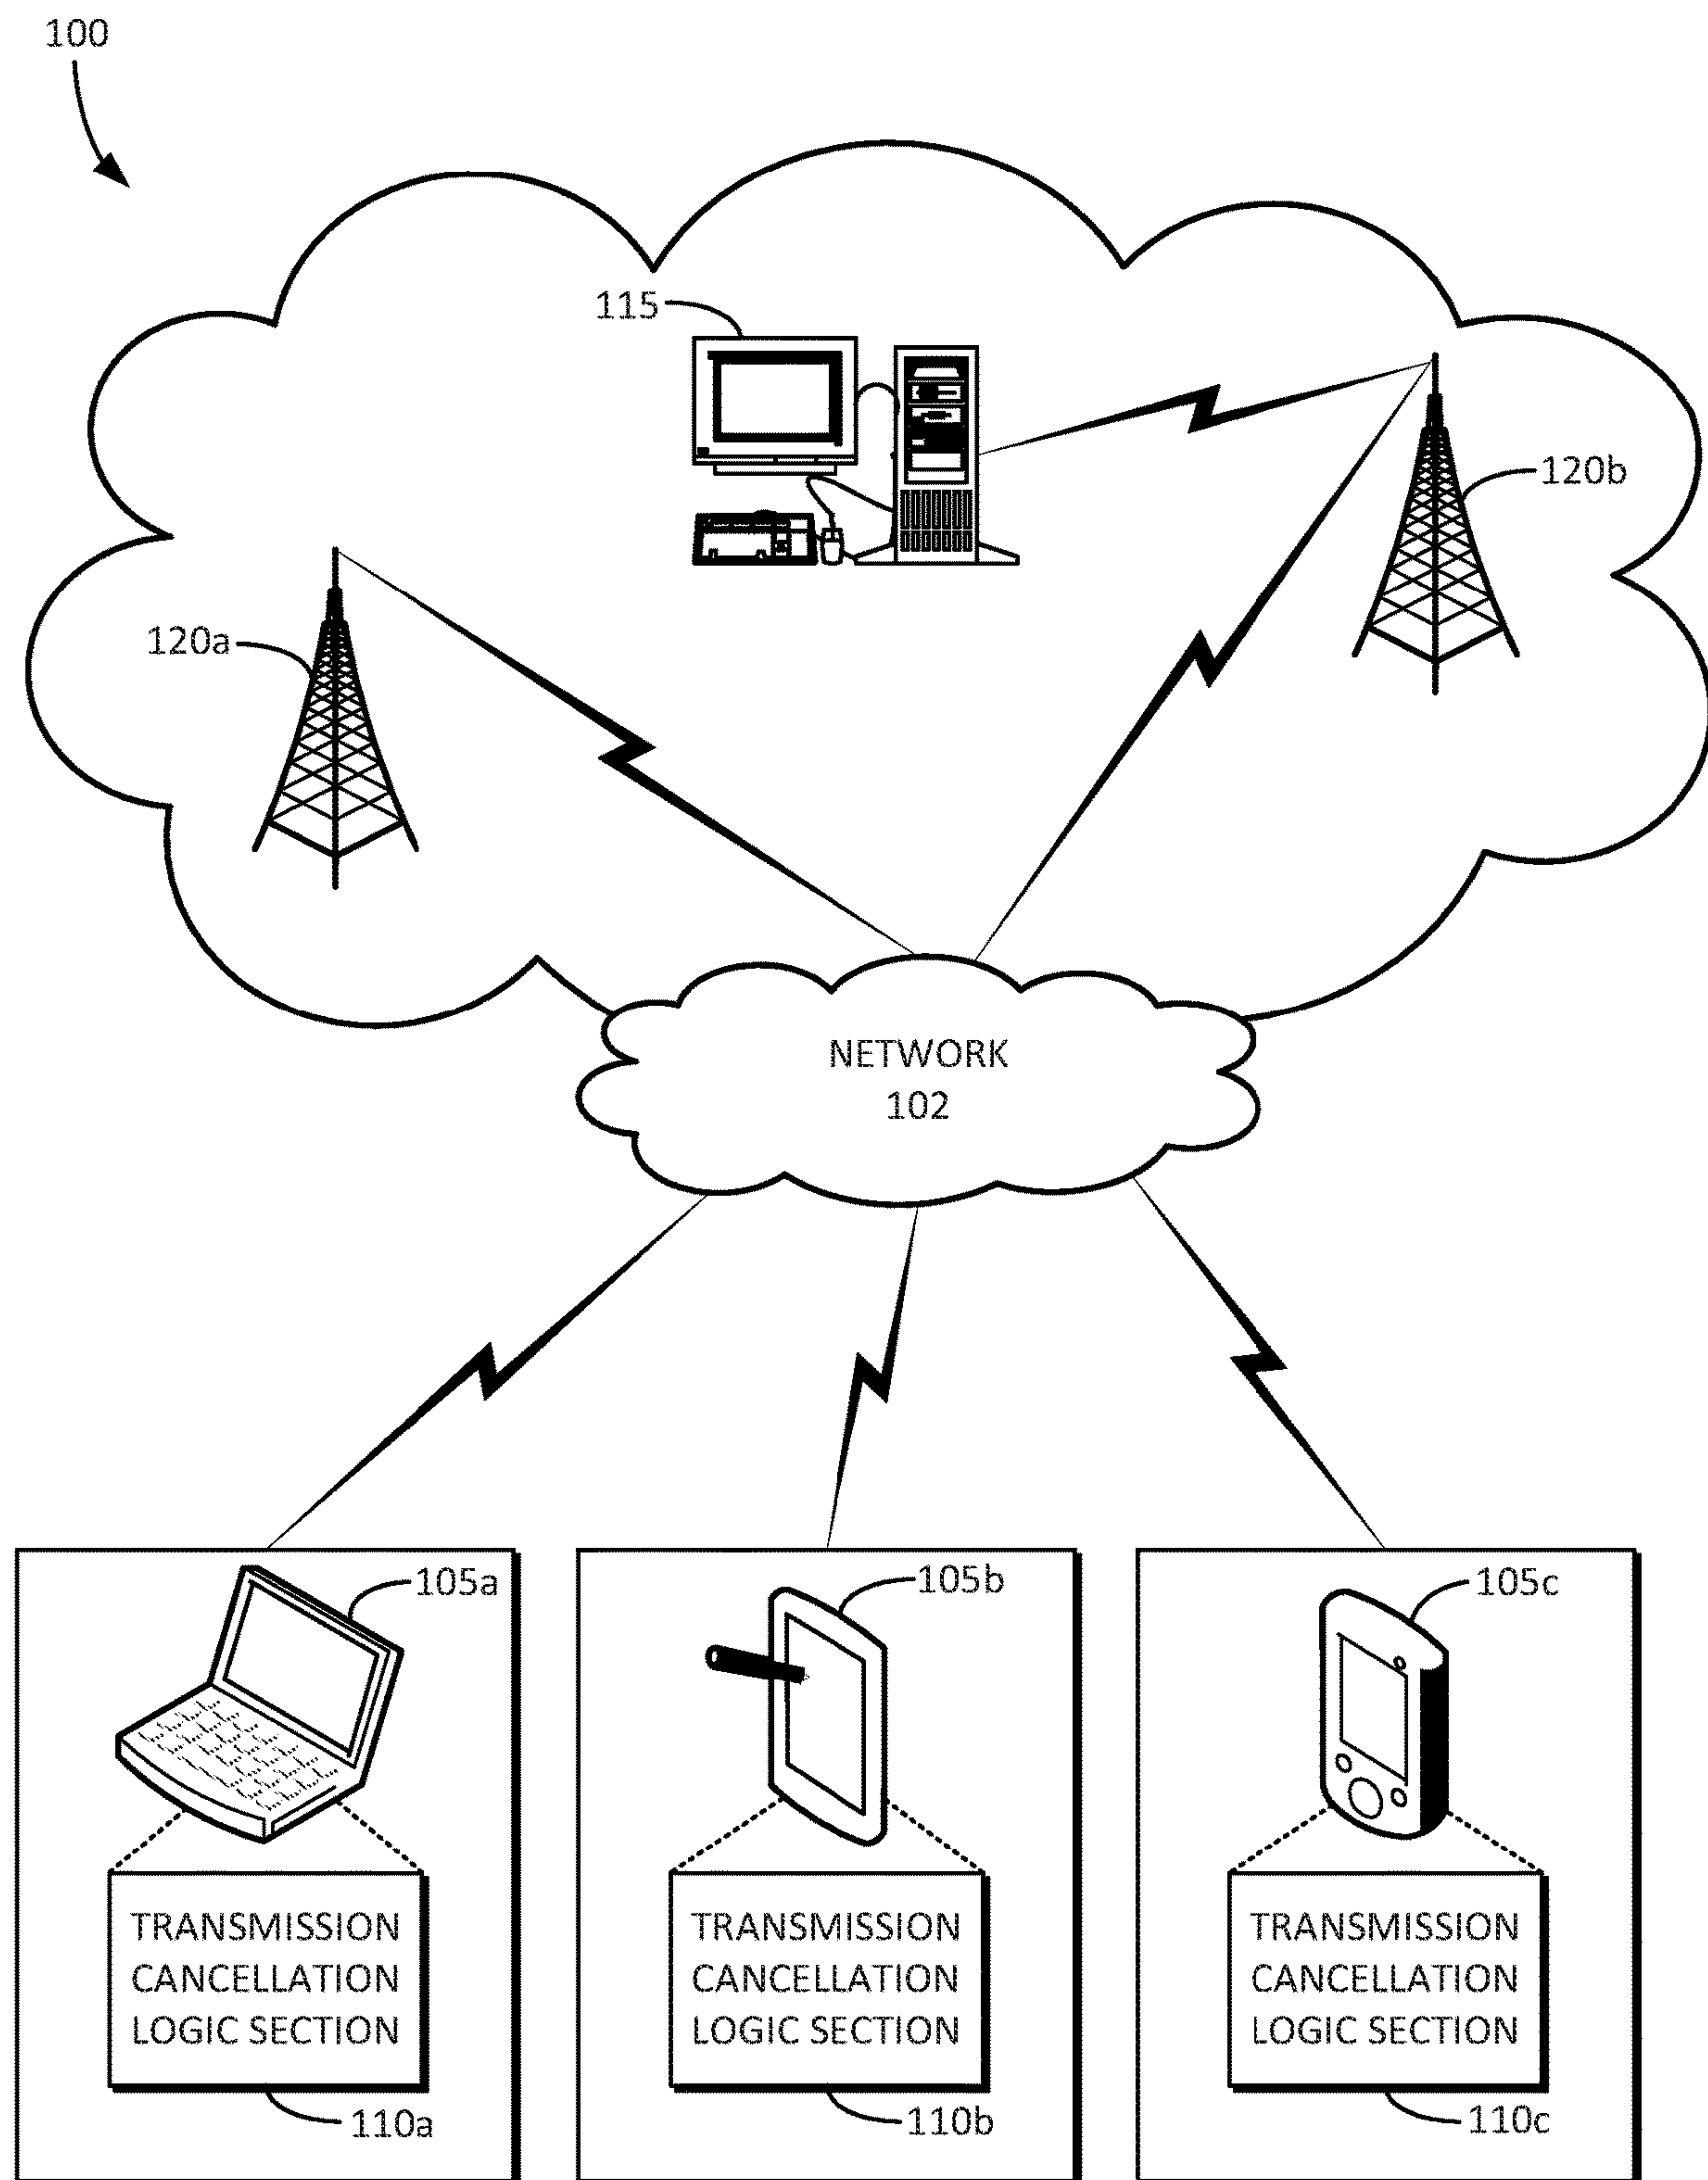 100
115
120b
120a
NETWORK
102
105a
105b
105c
TRANSMISSION
CANCELLATION
LOGIC SECTION
TRANSMISSION
CANCELLATION
LOGIC SECTION
TRANSMISSION
CANCELLATION
LOGIC SECTION
110a
110b
110c